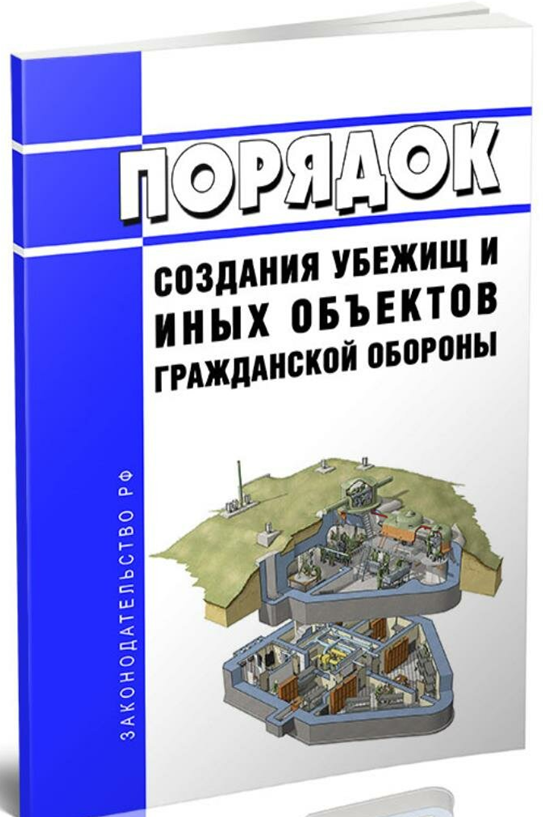 ПОРЯДОК
СОЗДАНИЯ УБЕЖИЩ И
ИНЫХ ОБЪЕКТОВ
ГРАЖДАНСКОЙ ОБОРОНЫ
ЗАКОНОДАТЕЛЬСТВО РФ